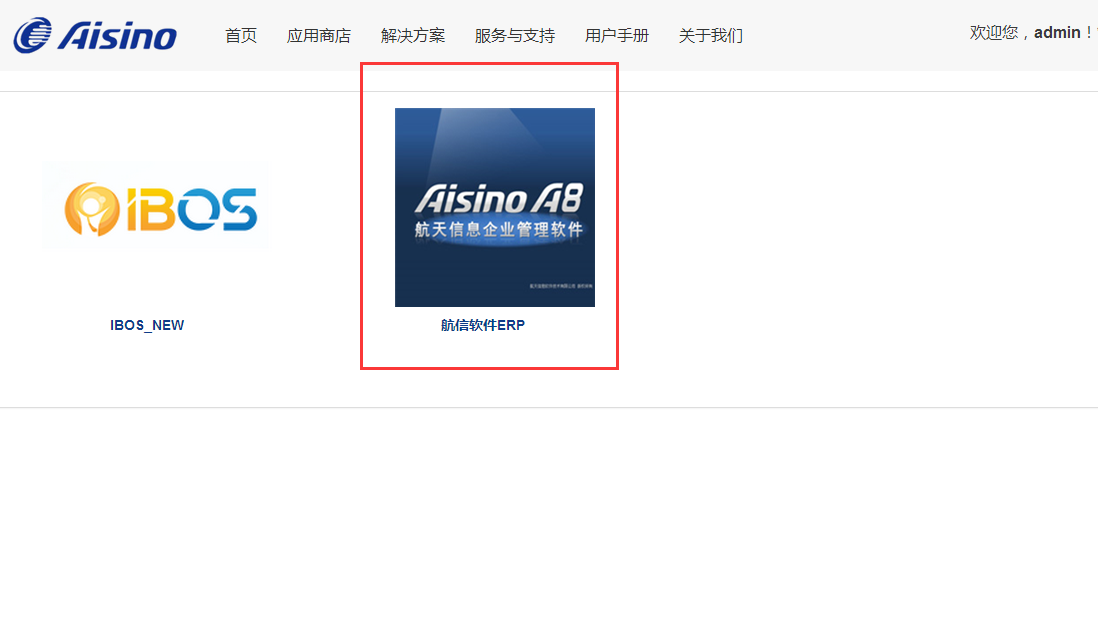 Aisino
首页 应用商店 解决方案 服务与支持 用户手册 关于我们
欢迎您，admin！
IBOS
Aisino A8
航天信息企业管理软件
IBOS_NEW
航信软件ERP